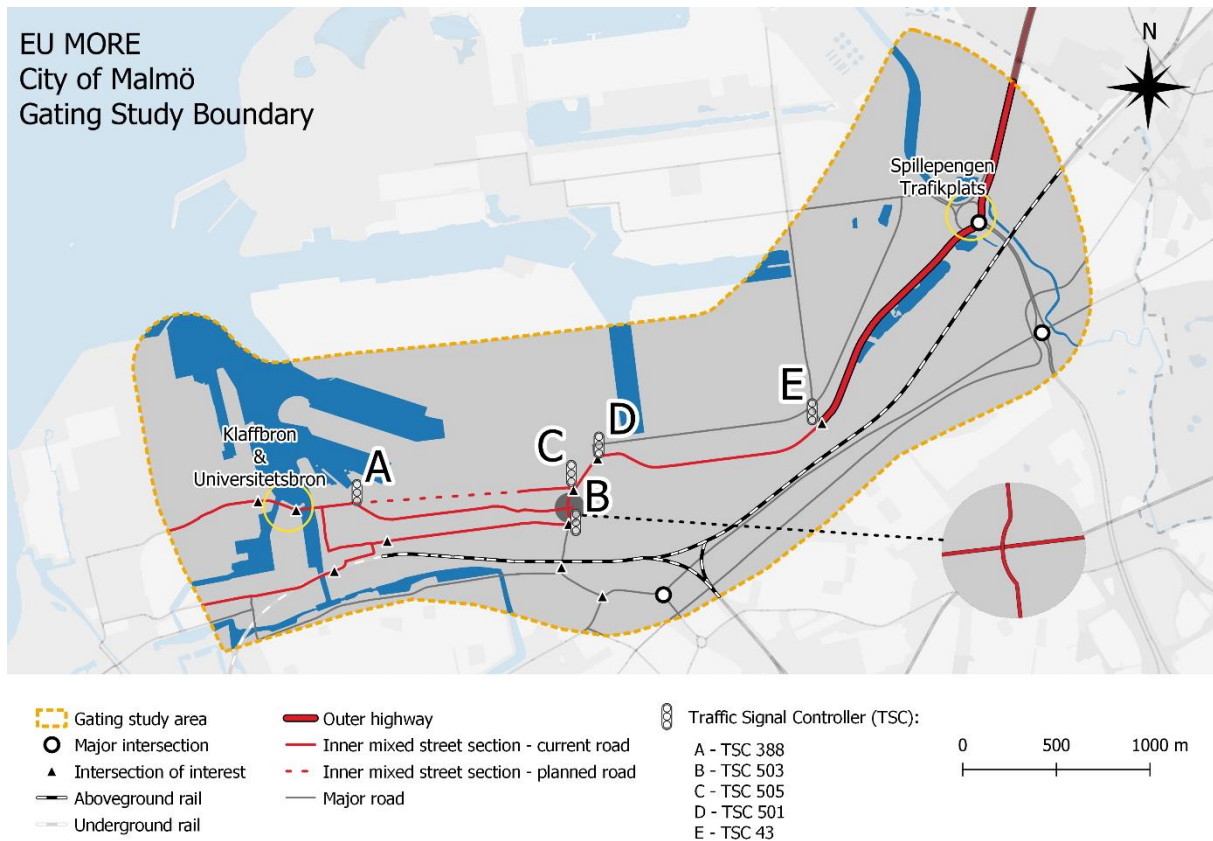 EU MORE
City of Malmö
Gating Study Boundary
N
Spillepengen
Trafikplats
E
D
C
Klaffbron
&
Universitetsbron
A
B
Gating study area
Major intersection
Intersection of interest
Aboveground rail
Underground rail
Outer highway
Inner mixed street section - current road
Inner mixed street section - planned road
Major road
Traffic Signal Controller (TSC):
A - TSC 388
B - TSC 503
C - TSC 505
D - TSC 501
E - TSC 43
0 500 1000 m